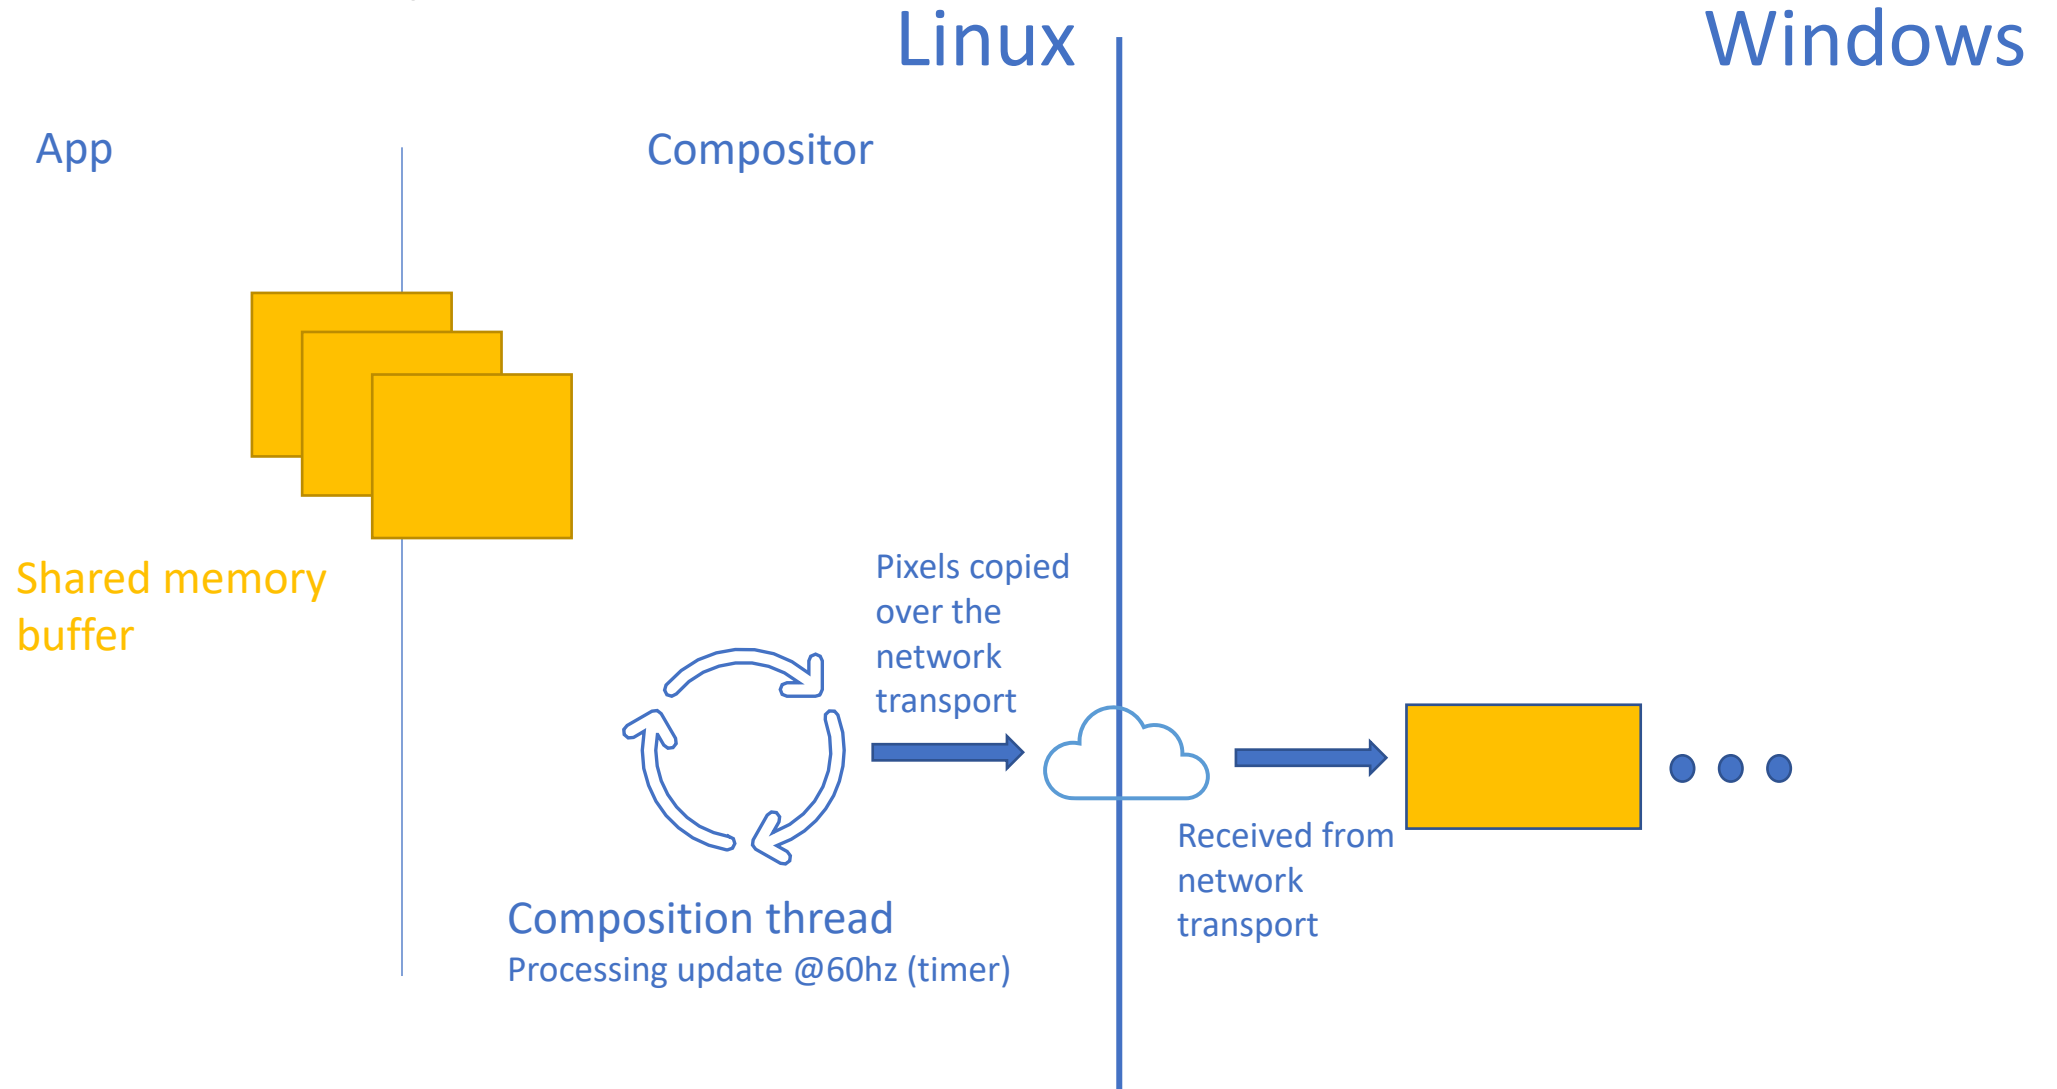 Linux
Windows
App
Compositor
Shared memory
buffer
Pixels copied
over the
network
transport
Received from
network
transport
Composition thread
Processing update @60hz (timer)